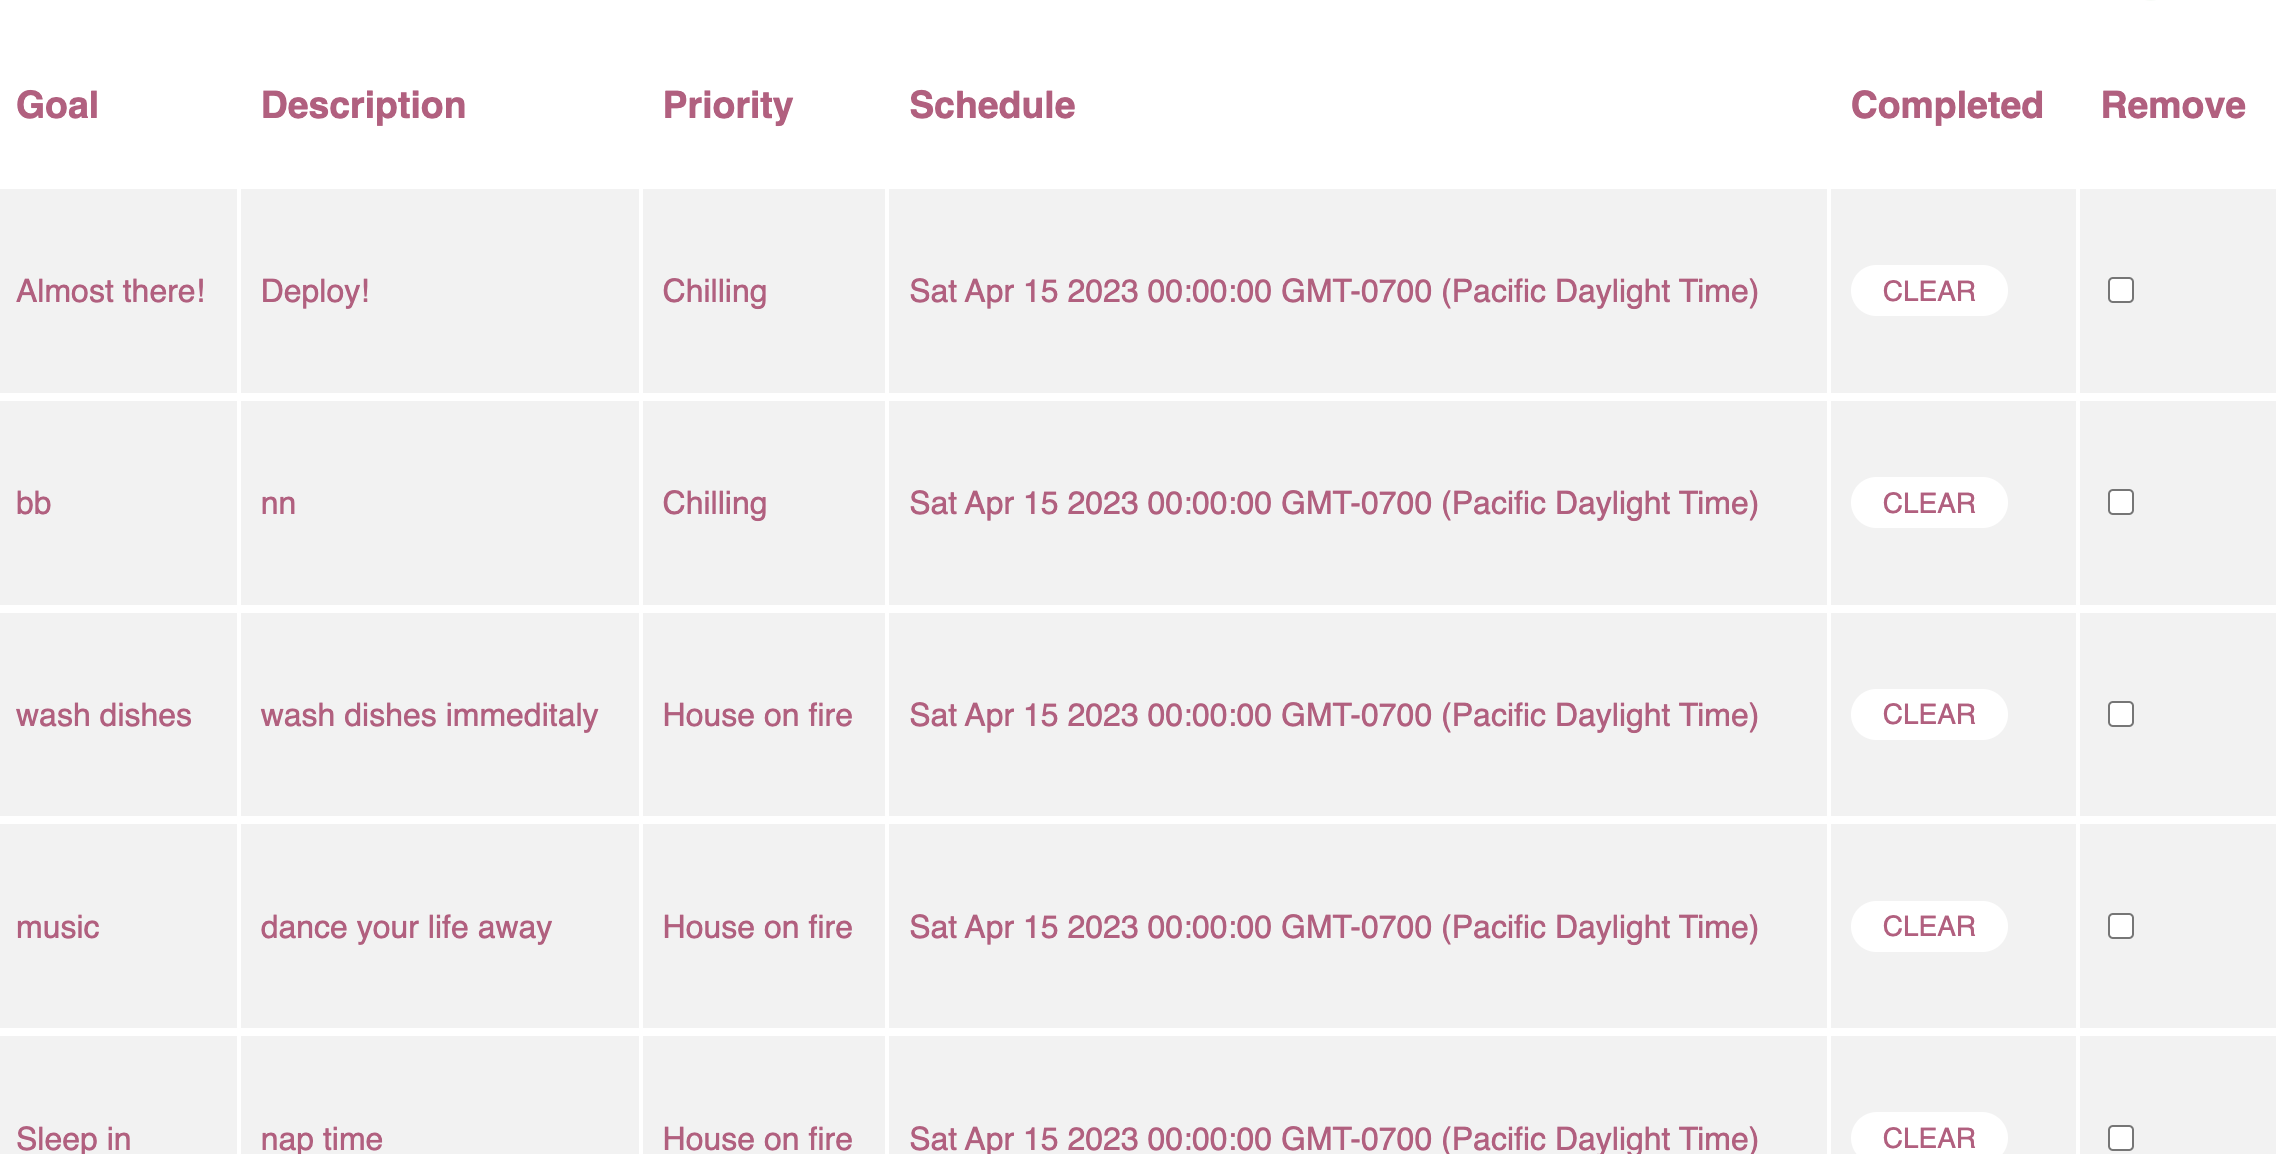 Goal Description Priority Schedule Completed Remove
Almost there! Deploy! Chilling Sat Apr 15 2023 00:00:00 GMT-0700 (Pacific Daylight Time) CLEAR
bb nn Chilling Sat Apr 15 2023 00:00:00 GMT-0700 (Pacific Daylight Time) CLEAR
wash dishes wash dishes immeditaly House on fire Sat Apr 15 2023 00:00:00 GMT-0700 (Pacific Daylight Time) CLEAR
music dance your life away House on fire Sat Apr 15 2023 00:00:00 GMT-0700 (Pacific Daylight Time) CLEAR
Sleep in nap time House on fire Sat Apr 15 2023 00:00:00 GMT-0700 (Pacific Daylight Time) CLEAR